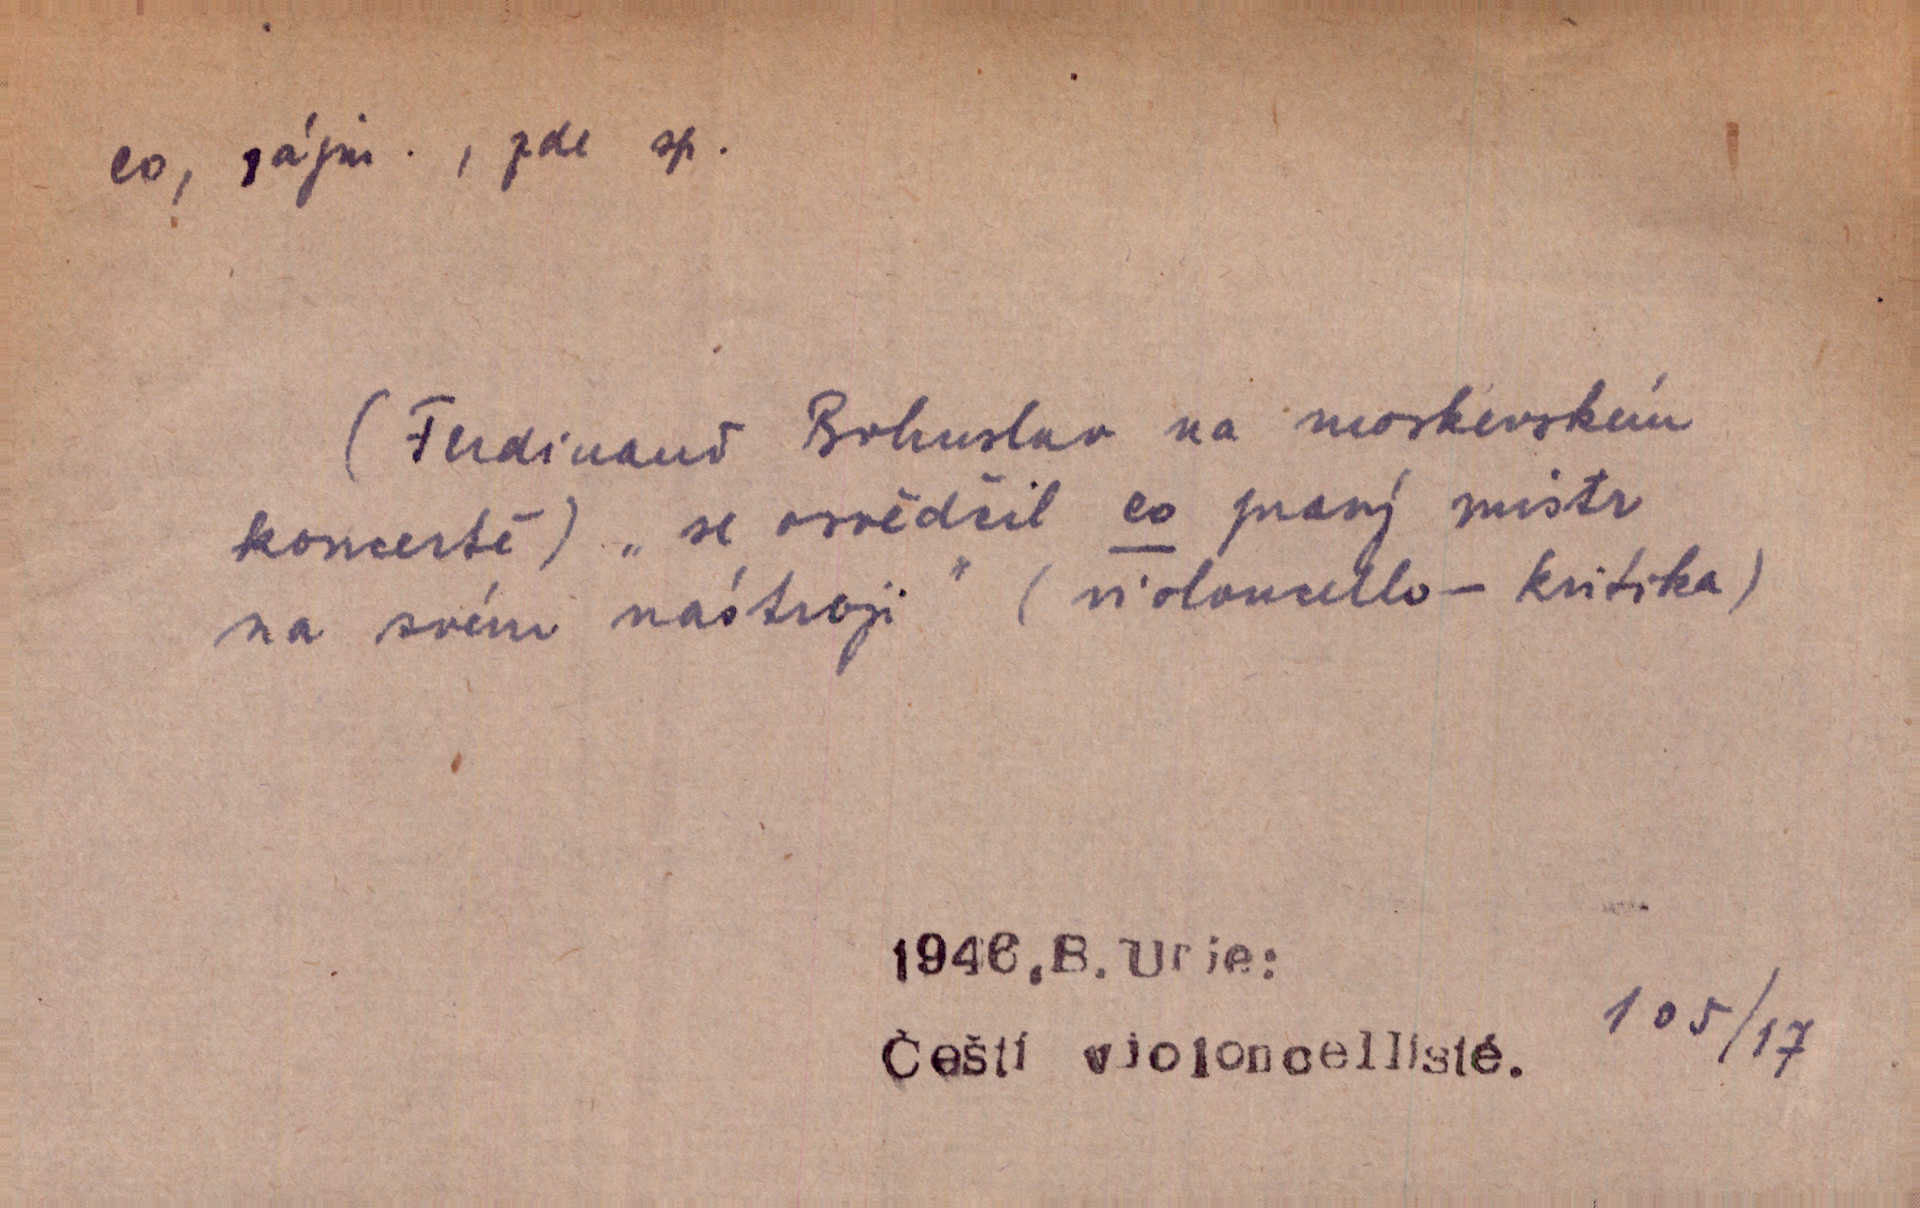 co, zájm., zde sp.
(Ferdinand Bohuslav na moskevském
koncertě) „se osvědčil co pravý mistr
na svém nástroji" (violoncello - kritika)
1946.B.Urie:
Čeští violoncellisté.
105/17